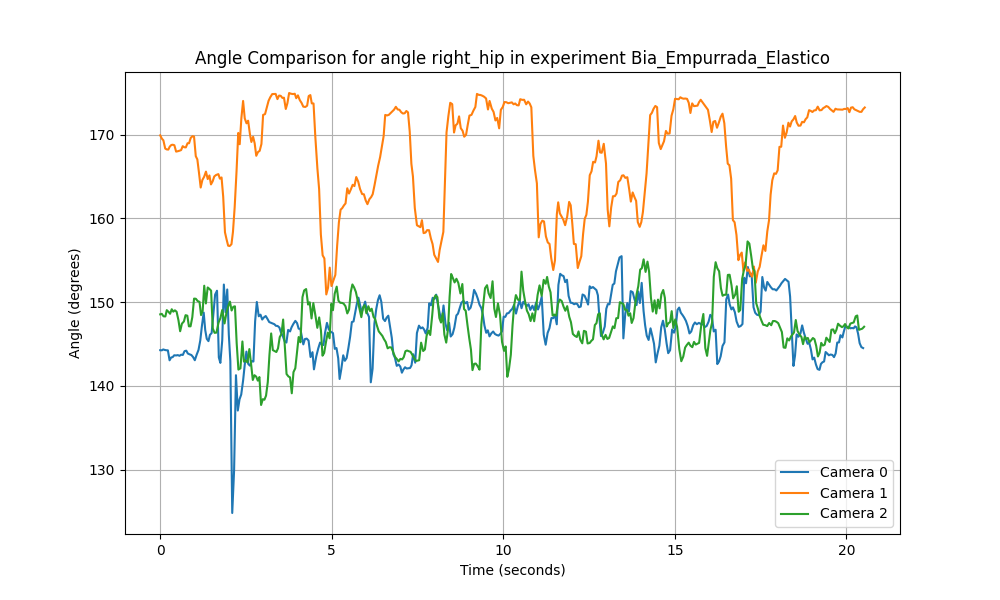 Angle Comparison for angle right_hip in experiment Bia_Empurrada_Elastico
Angle (degrees)
170
160
150
140
130
0 5 10 15 20
Time (seconds)
Camera 0
Camera 1
Camera 2